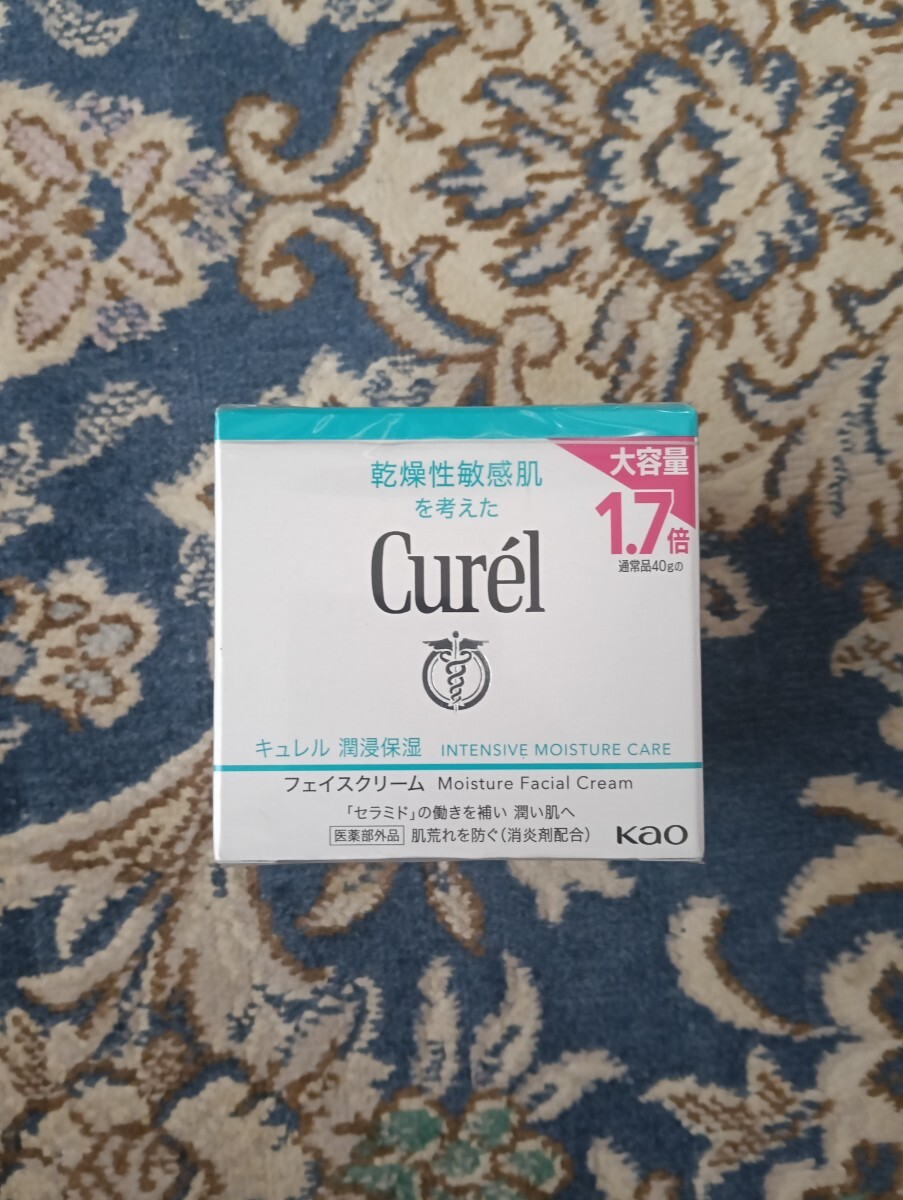 乾燥性敏感肌
を考えた
Curél
大容量
1.7倍
通常品40gの
キュレル 潤浸保湿 INTENSIVE MOISTURE CARE
フェイスクリーム Moisture Facial Cream
「セラミド」の働きを補い 潤い肌へ
医薬部外品 肌荒れを防ぐ(消炎剤配合)
Kao